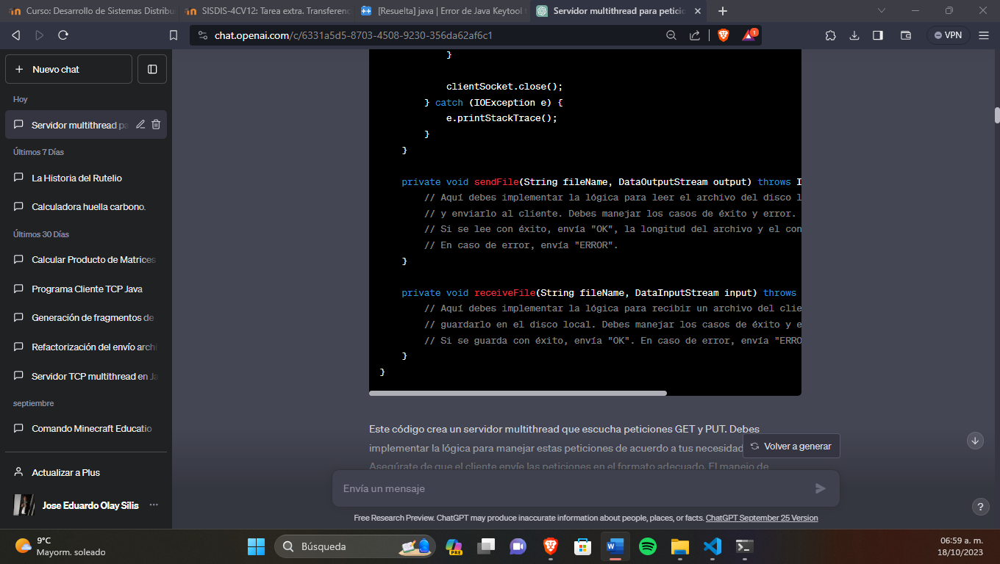 Curso: Desarrollo de Sistemas Distribu
SISDIS-4CV12: Tarea extra. Transferenc
[Resuelta] java | Error de Java Keytool
Servidor multithread para petici
chat.openai.com/c/6331a5d5-8703-4508-9230-356da62af6c1
1
VPN
Nuevo chat
Hoy
Servidor multithread pa
Últimos 7 Días
La Historia del Rutelio
Calculadora huella carbono.
Últimos 30 Días
Calcular Producto de Matrices
Programa Cliente TCP Java
Generación de fragmentos de
Refactorización del envío archi
Servidor TCP multithread en Ja
septiembre
Comando Minecraft Educatio
Actualizar a Plus
Jose Eduardo Olay Silis
}
clientSocket.close();
} catch (IOException e) {
e.printStackTrace();
}
}
private void sendFile(String fileName, DataOutputStream output) throws I
// Aquí debes implementar la lógica para leer el archivo del disco l
// y enviarlo al cliente. Debes manejar los casos de éxito y error.
// Si se lee con éxito, envía "OK", la longitud del archivo y el con
// En caso de error, envía "ERROR".
}
private void receiveFile(String fileName, DataInputStream input) throws
// Aquí debes implementar la lógica para recibir un archivo del clie
// guardarlo en el disco local. Debes manejar los casos de éxito y e
// Si se guarda con éxito, envía "OK". En caso de error, envía "ERRO
}
}
Este código crea un servidor multithread que escucha peticiones GET y PUT. Debes
implementar la lógica para manejar estas peticiones de acuerdo a tus necesidad
Asegúrate de que el cliente envíe las peticiones en el formato adecuado. El manejo de
Volver a generar
Envía un mensaje
Free Research Preview. ChatGPT may produce inaccurate information about people, places, or facts. ChatGPT September 25 Version
?
9°C
Mayorm. soleado
Búsqueda
PRE
06:59 a. m.
18/10/2023